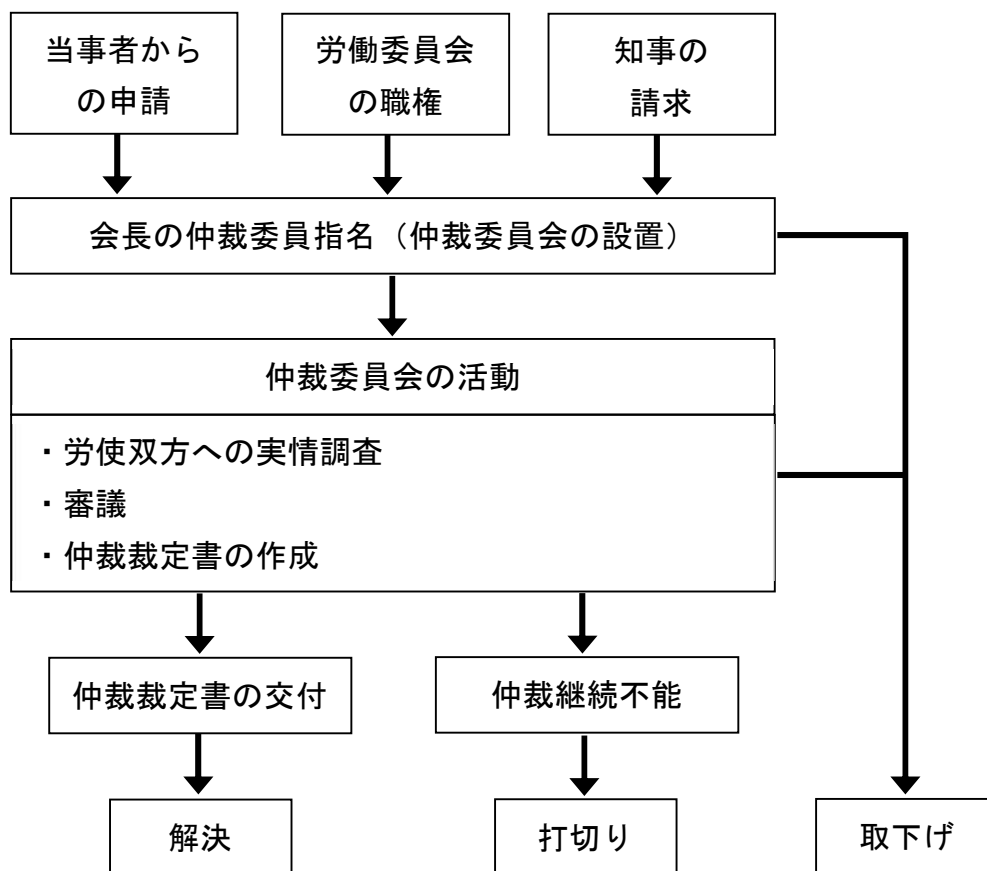 当事者から
の申請
労働委員会
の職権
知事の
請求
会長の仲裁委員指名（仲裁委員会の設置）
仲裁委員会の活動
・労使双方への実情調査
・審議
・仲裁裁定書の作成
仲裁裁定書の交付
仲裁継続不能
解決
打切り
取下げ